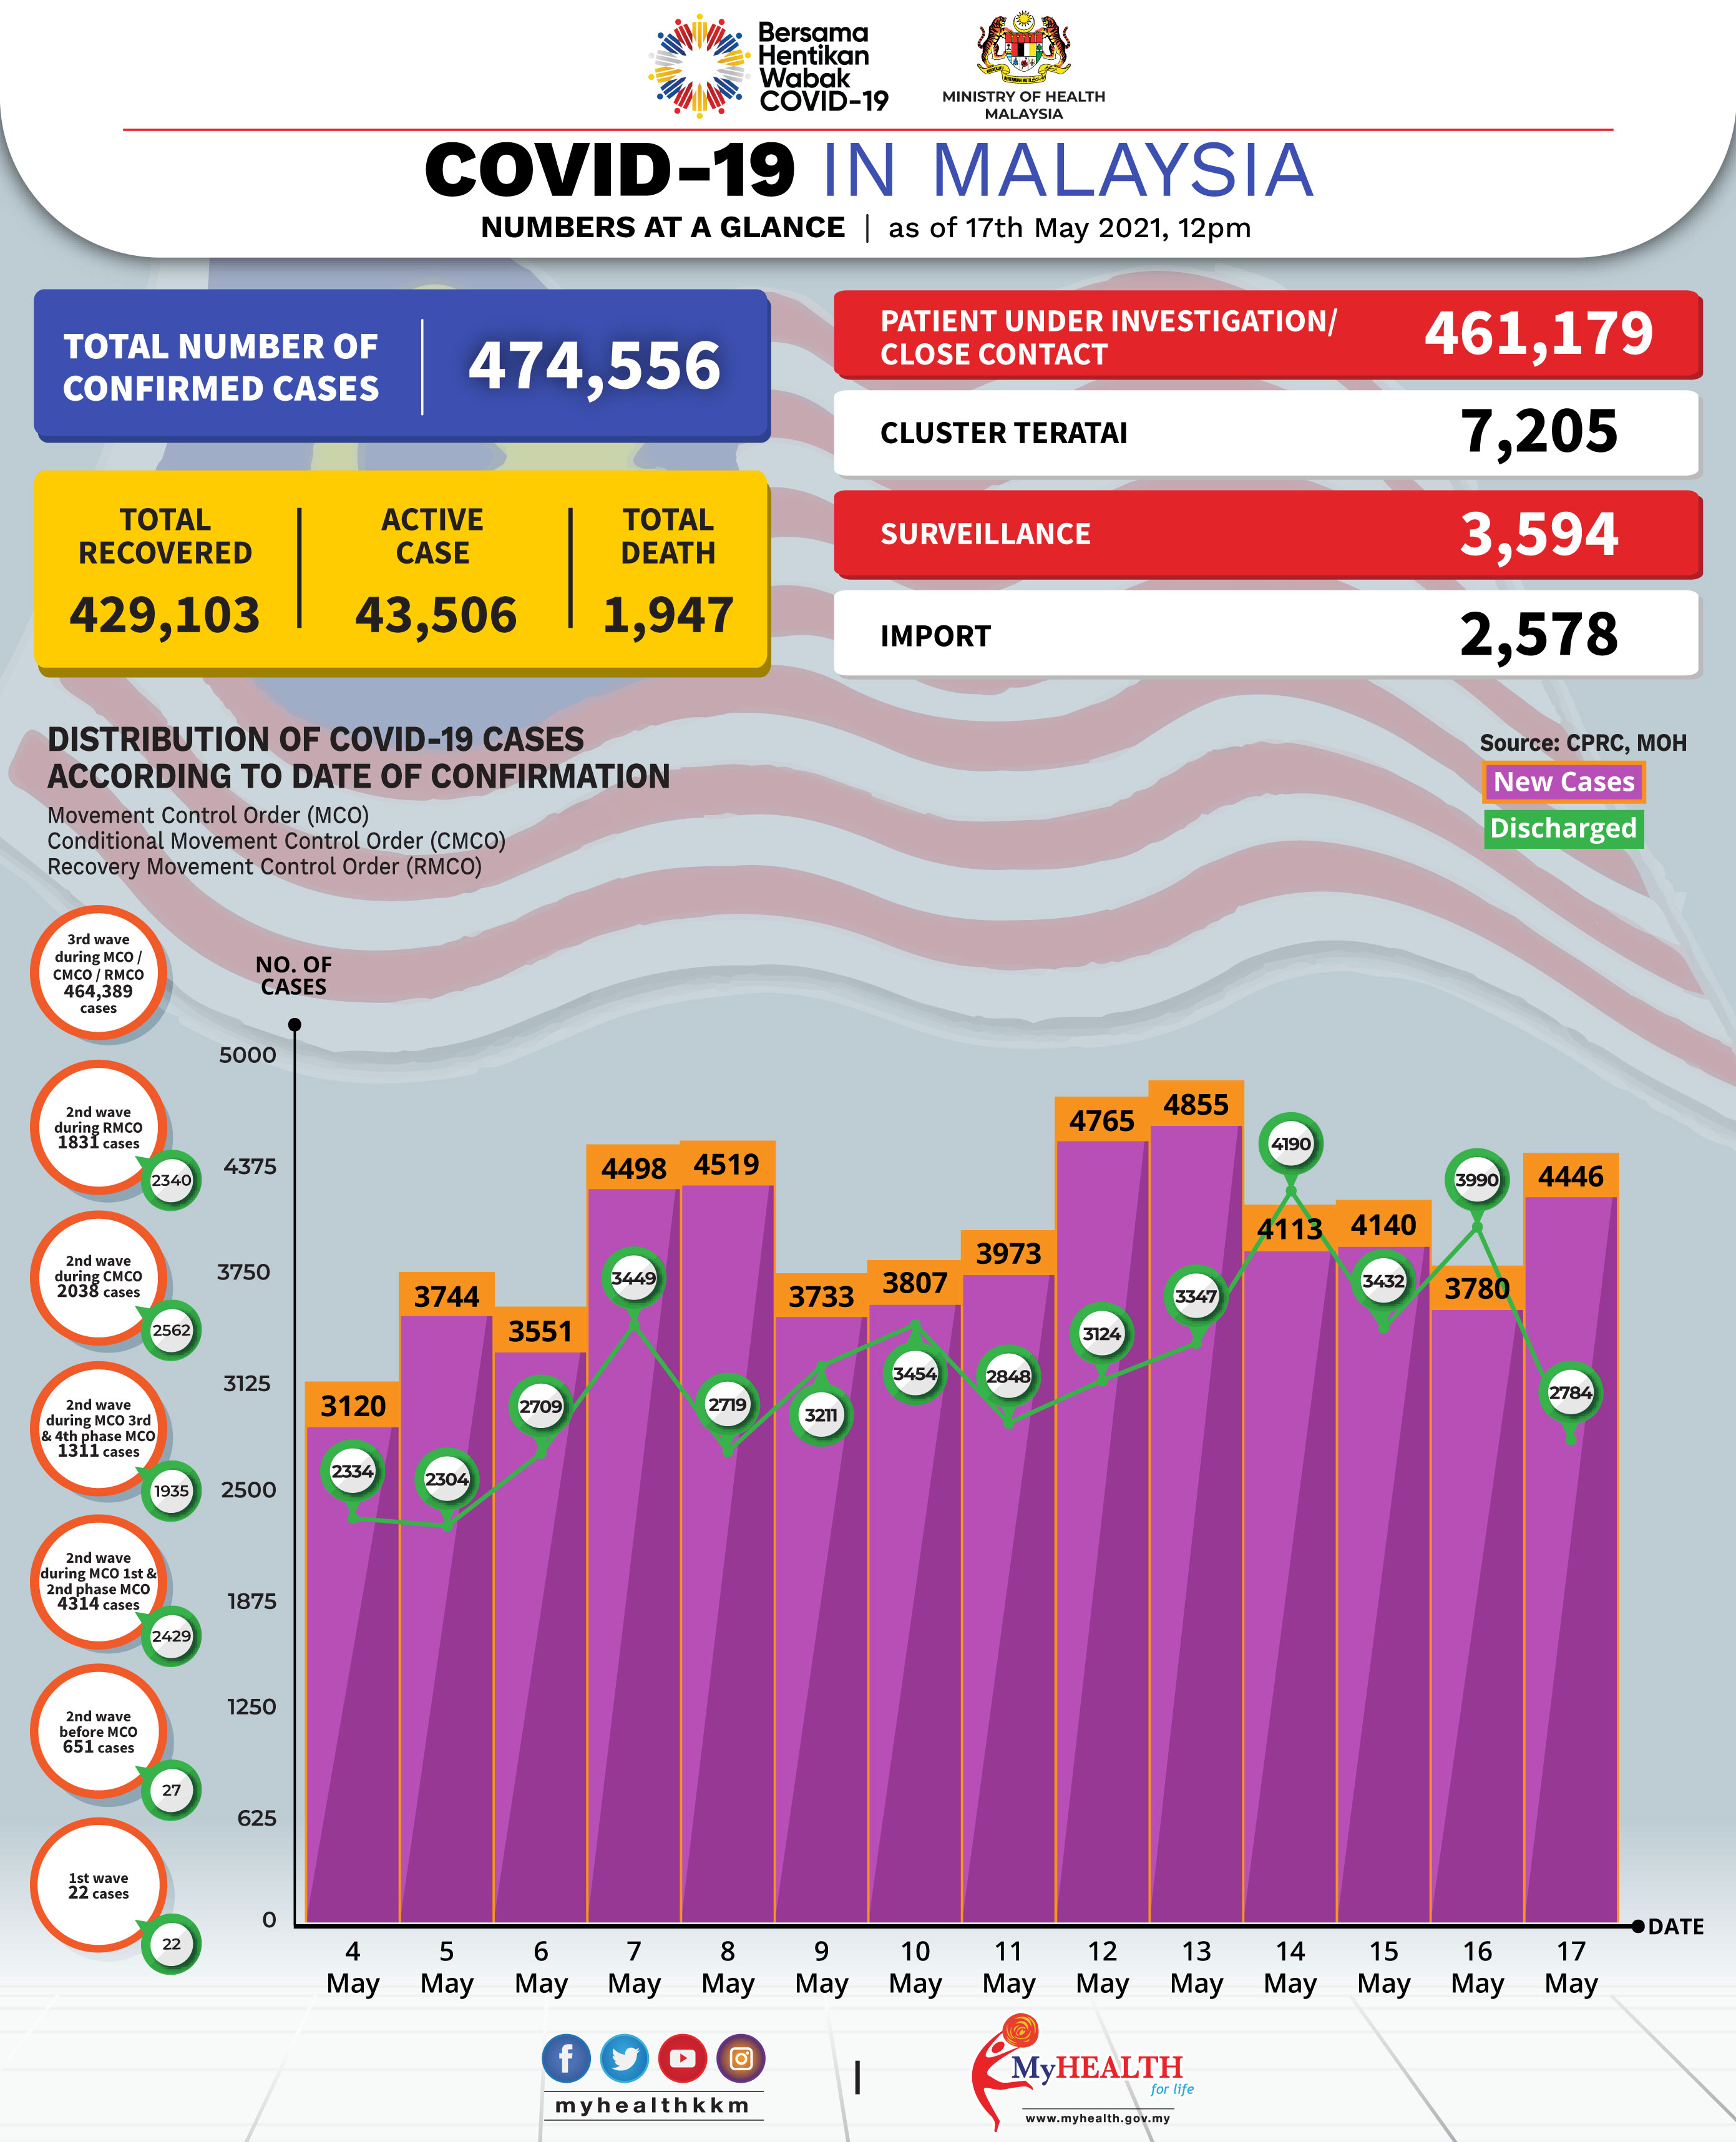 Bersama
Hentikan
Wabak
COVID-19
MINISTRY OF HEALTH
MALAYSIA
COVID-19 IN MALAYSIA
NUMBERS AT A GLANCE | as of 17th May 2021, 12pm
TOTAL NUMBER OF
CONFIRMED CASES
474,556
TOTAL
RECOVERED
429,103
ACTIVE
CASE
43,506
TOTAL
DEATH
1,947
PATIENT UNDER INVESTIGATION/
CLOSE CONTACT
461,179
CLUSTER TERATAI
7,205
SURVEILLANCE
3,594
IMPORT
2,578
DISTRIBUTION OF COVID-19 CASES
ACCORDING TO DATE OF CONFIRMATION
Movement Control Order (MCO)
Conditional Movement Control Order (CMCO)
Recovery Movement Control Order (RMCO)
Source: CPRC, MOH
New Cases
Discharged
3rd wave
during MCO /
CMCO / RMCO
464,389
cases
2nd wave
during RMCO
1831 cases
2340
2nd wave
during CMCO
2038 cases
2562
2nd wave
during MCO 3rd
& 4th phase MCO
1311 cases
1935
2nd wave
during MCO 1st &
2nd phase MCO
4314 cases
2429
2nd wave
before MCO
651 cases
27
1st wave
22 cases
22
NO. OF
CASES
5000
4375
3750
3125
2500
1875
1250
625
0
3120
3744
3551
4498
4519
3733
3807
3973
4765
4855
4113
4140
3780
4446
2334
2304
2709
3449
2719
3211
3454
2848
3124
3347
4190
3432
3990
2784
4 May
5 May
6 May
7 May
8 May
9 May
10 May
11 May
12 May
13 May
14 May
15 May
16 May
17 May
DATE
myhealthkkm
MyHEALTH
for life
www.myhealth.gov.my